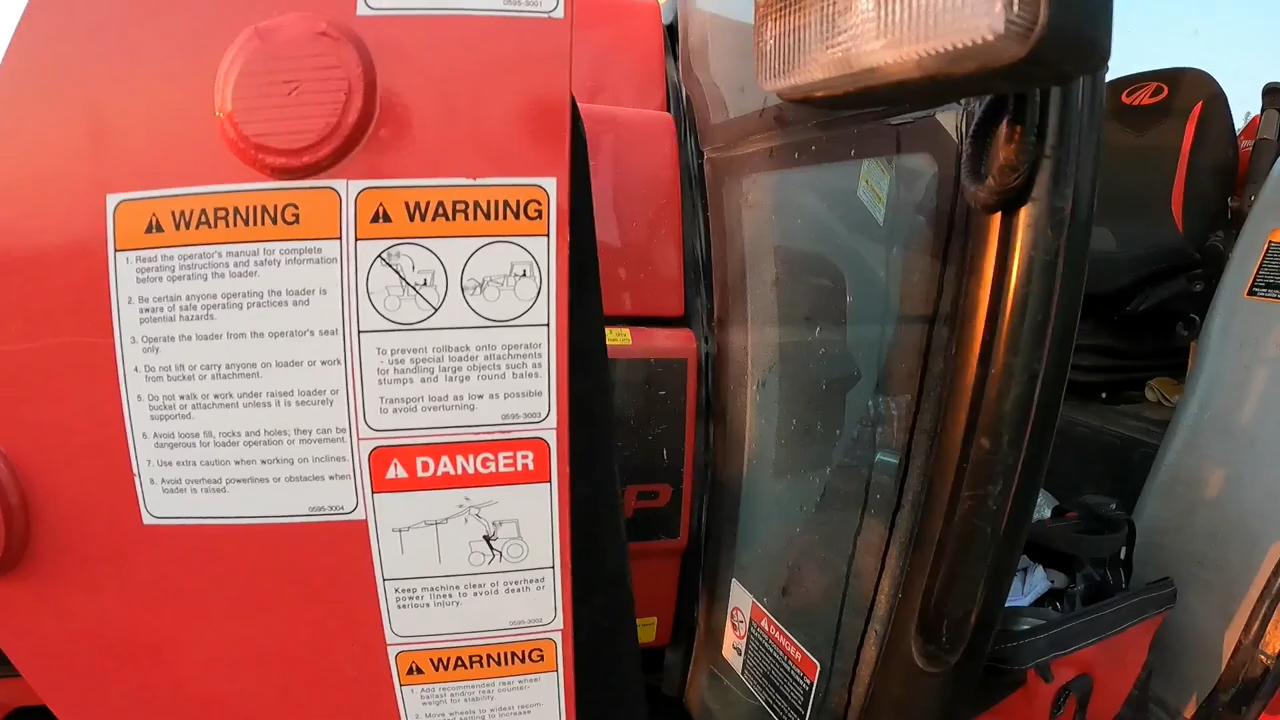 0595-3001
WARNING
1. Read the operator's manual for complete
operating instructions and safety information
before operating the loader.
2. Be certain anyone operating the loader is
aware of safe operating practices and
potential hazards.
3. Operate the loader from the operator's seat
only.
4. Do not lift or carry anyone on loader or work
from bucket or attachment.
5. Do not walk or work under raised loader or
bucket or attachment unless it is securely
supported.
6. Avoid loose fill, rocks and holes; they can be
dangerous for loader operation or movement.
7. Use extra caution when working on inclines.
8. Avoid overhead powerlines or obstacles when
loader is raised.
0595-3004
WARNING
To prevent rollback onto operator
- use special loader attachments
for handling large objects such as
stumps and large round bales.
Transport load as low as possible
to avoid overturning.
0595-3003
DANGER
Keep machine clear of overhead
power lines to avoid death or
serious injury.
0595-3002
WARNING
1. Add recommended rear wheel
ballast and/or rear counter-
weight for stability.
2. Move wheels to widest recom-
setting to increase
P
DANGER